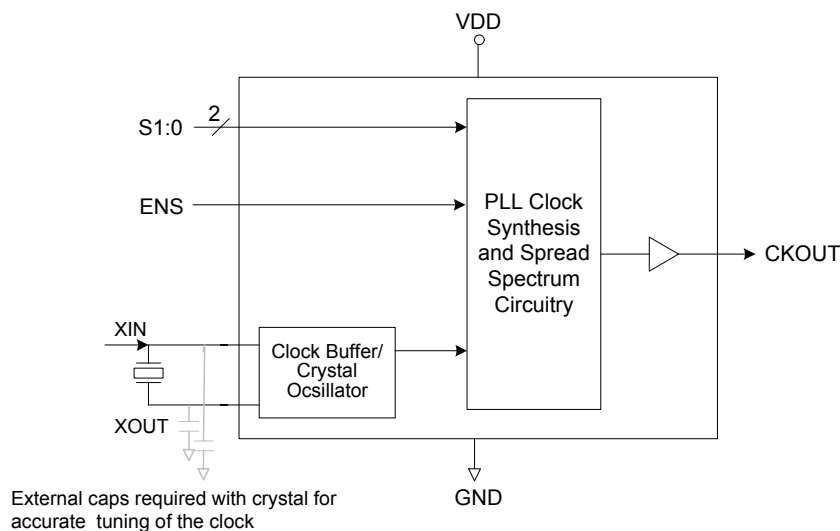 VDD
2
S1:0
ENS
PLL Clock
Synthesis
and Spread
Spectrum
Circuitry
CKOUT
XIN
Clock Buffer/
Crystal
Ocsillator
XOUT
GND
External caps required with crystal for
accurate tuning of the clock